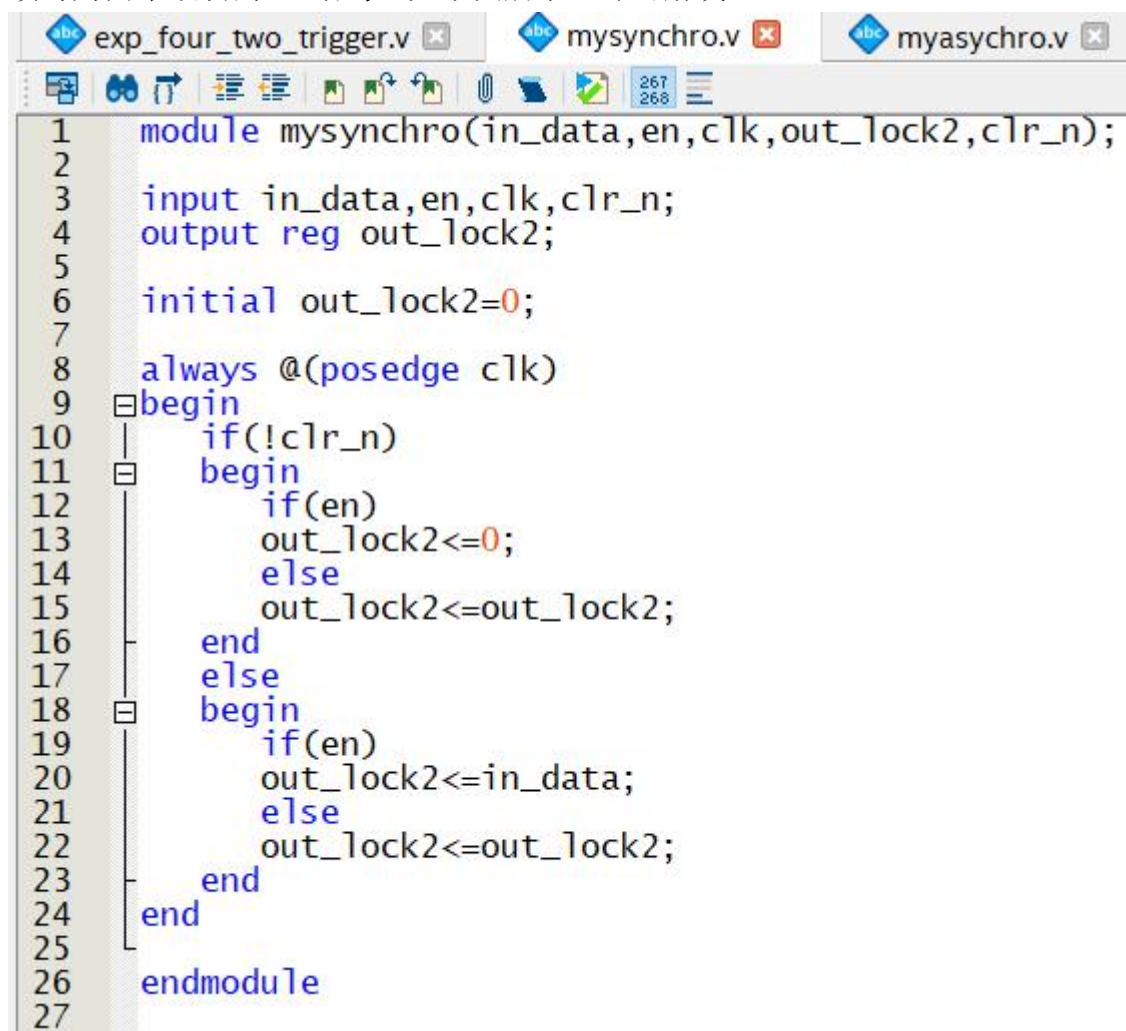 exp_four_two_trigger.v
mysynchro.v
myasychro.v
267
268
1 module mysynchro(in_data,en,clk,out_lock2,clr_n);
2
3 input in_data,en,clk,clr_n;
4 output reg out_lock2;
5
6 initial out_lock2=0;
7
8 always @(posedge clk)
9 begin
10 if(!clr_n)
11 begin
12 if(en)
13 out_lock2<=0;
14 else
15 out_lock2<=out_lock2;
16 end
17 else
18 begin
19 if(en)
20 out_lock2<=in_data;
21 else
22 out_lock2<=out_lock2;
23 end
24 end
25
26 endmodule
27